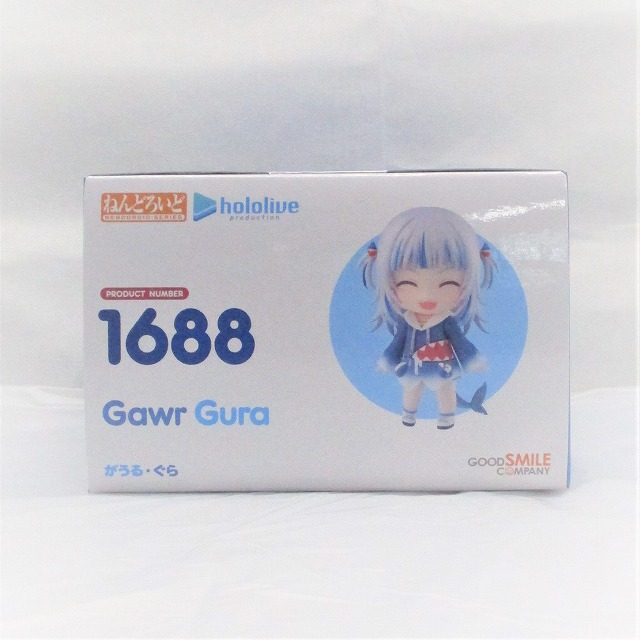 ねんどろいど
NENDOROID SERIES
hololive
production
PRODUCT NUMBER
1688
Gawr Gura
がうる・ぐら
GOOD SMILE
COMPANY